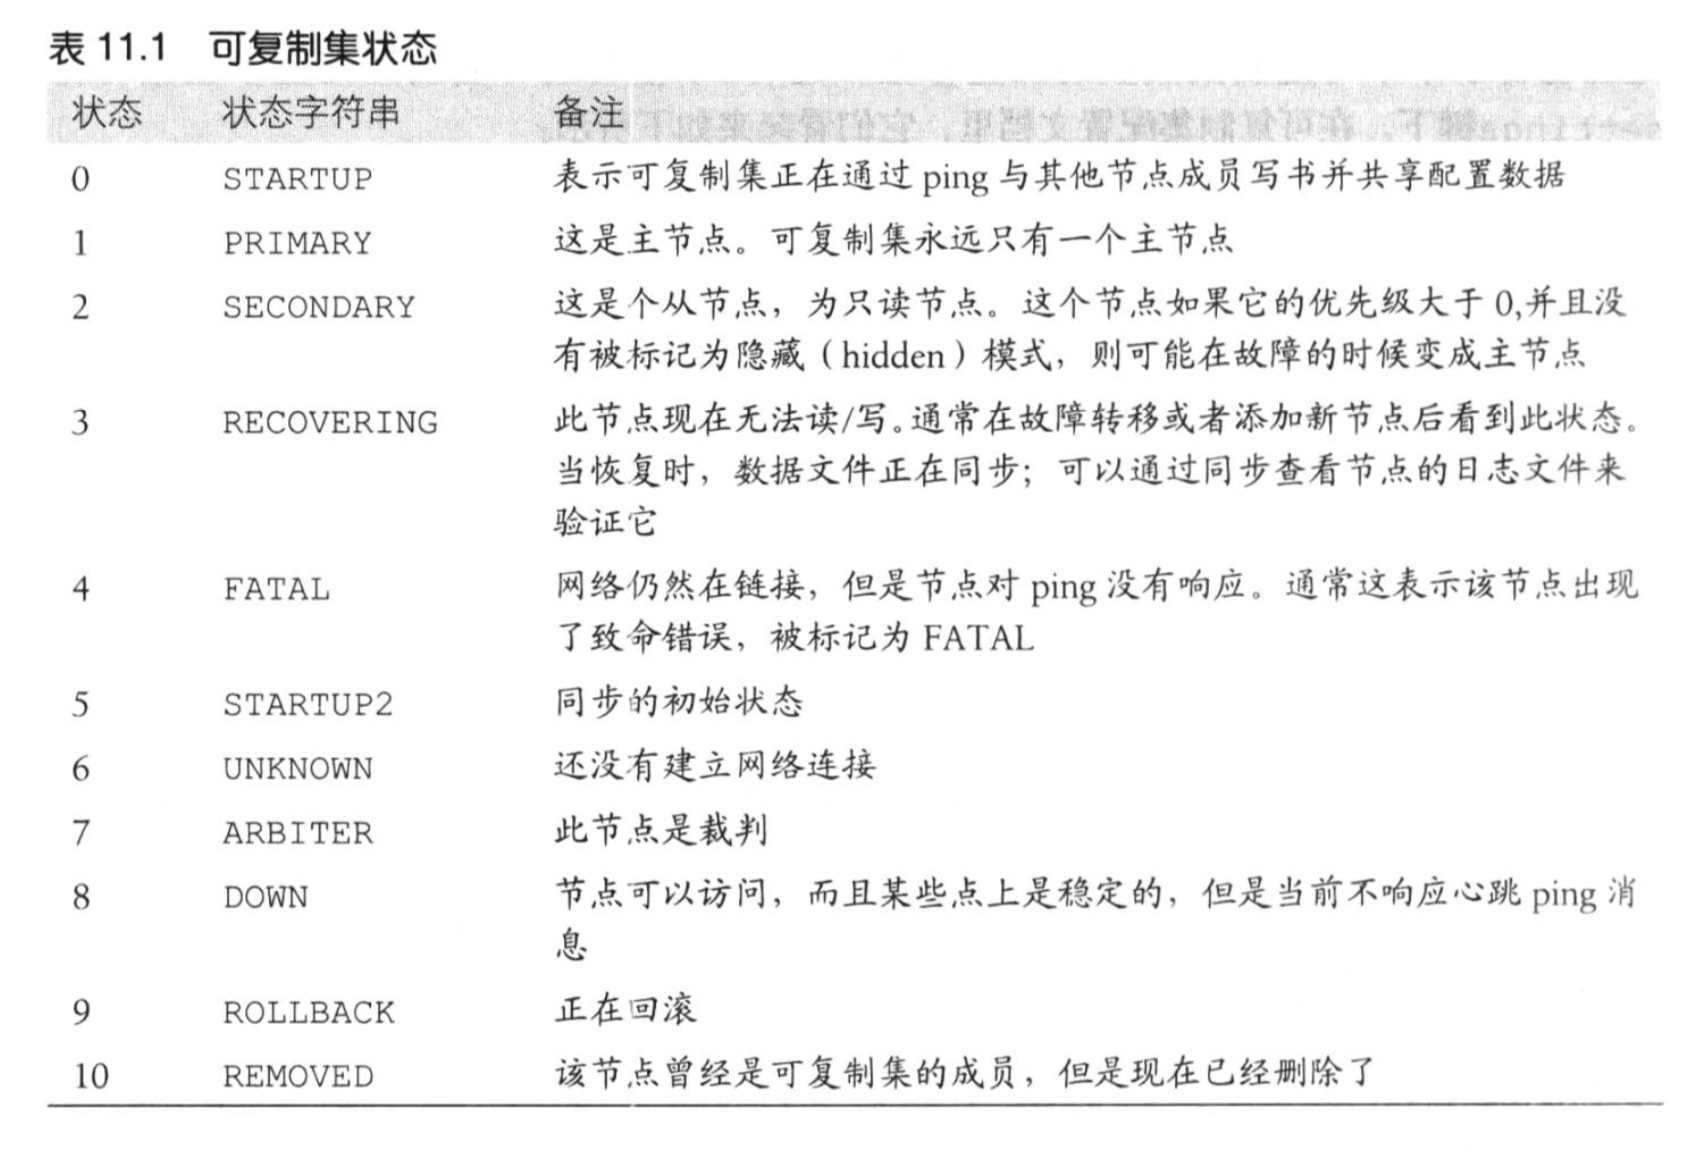 表 11.1 可复制集状态
状态 状态字符串 备注
0 STARTUP 表示可复制集正在通过 ping 与其他节点成员写书并共享配置数据
1 PRIMARY 这是主节点。可复制集永远只有一个主节点
2 SECONDARY 这是个从节点，为只读节点。这个节点如果它的优先级大于 0,并且没
有被标记为隐藏（hidden）模式，则可能在故障的时候变成主节点
3 RECOVERING 此节点现在无法读/写。通常在故障转移或者添加新节点后看到此状态。
当恢复时，数据文件正在同步；可以通过同步查看节点的日志文件来
验证它
4 FATAL 网络仍然在链接，但是节点对 ping 没有响应。通常这表示该节点出现
了致命错误，被标记为 FATAL
5 STARTUP2 同步的初始状态
6 UNKNOWN 还没有建立网络连接
7 ARBITER 此节点是裁判
8 DOWN 节点可以访问，而且某些点上是稳定的，但是当前不响应心跳 ping 消
息
9 ROLLBACK 正在回滚
10 REMOVED 该节点曾经是可复制集的成员，但是现在已经删除了